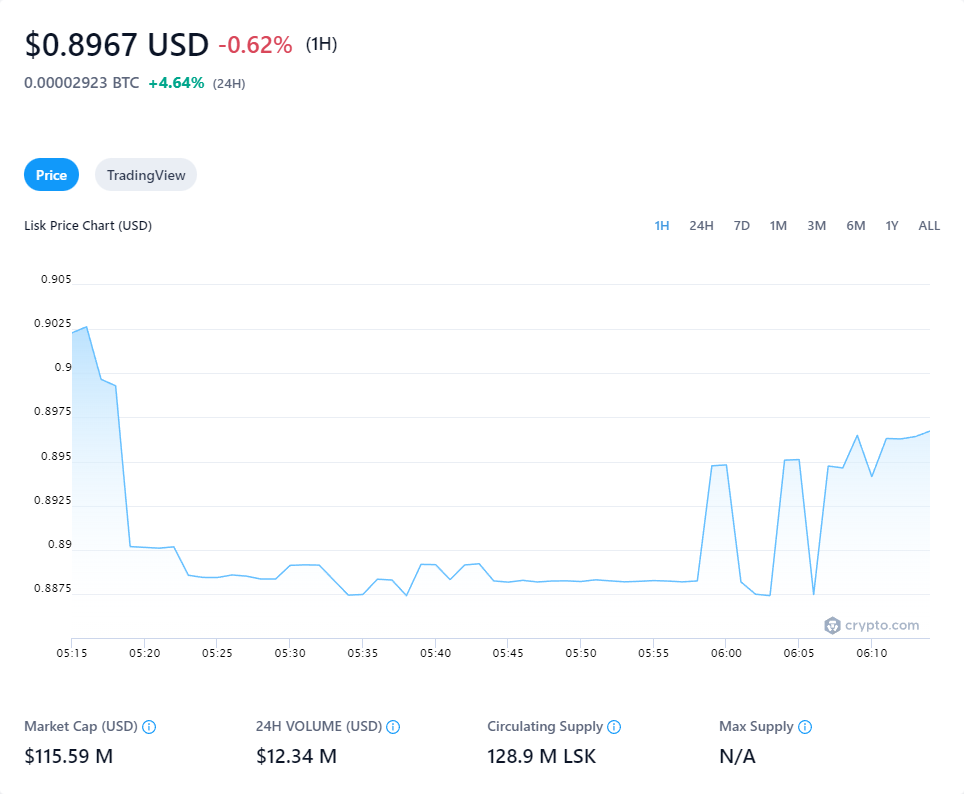 $0.8967 USD -0.62% (1H)
0.00002923 BTC +4.64% (24H)
Price TradingView
Lisk Price Chart (USD) 1H 24H 7D 1M 3M 6M 1Y ALL
0.905
0.9025
0.9
0.8975
0.895
0.8925
0.89
0.8875
crypto.com
05:15 05:20 05:25 05:30 05:35 05:40 05:45 05:50 05:55 06:00 06:05 06:10
Market Cap (USD) 24H VOLUME (USD) Circulating Supply Max Supply
$115.59 M $12.34 M 128.9 M LSK N/A